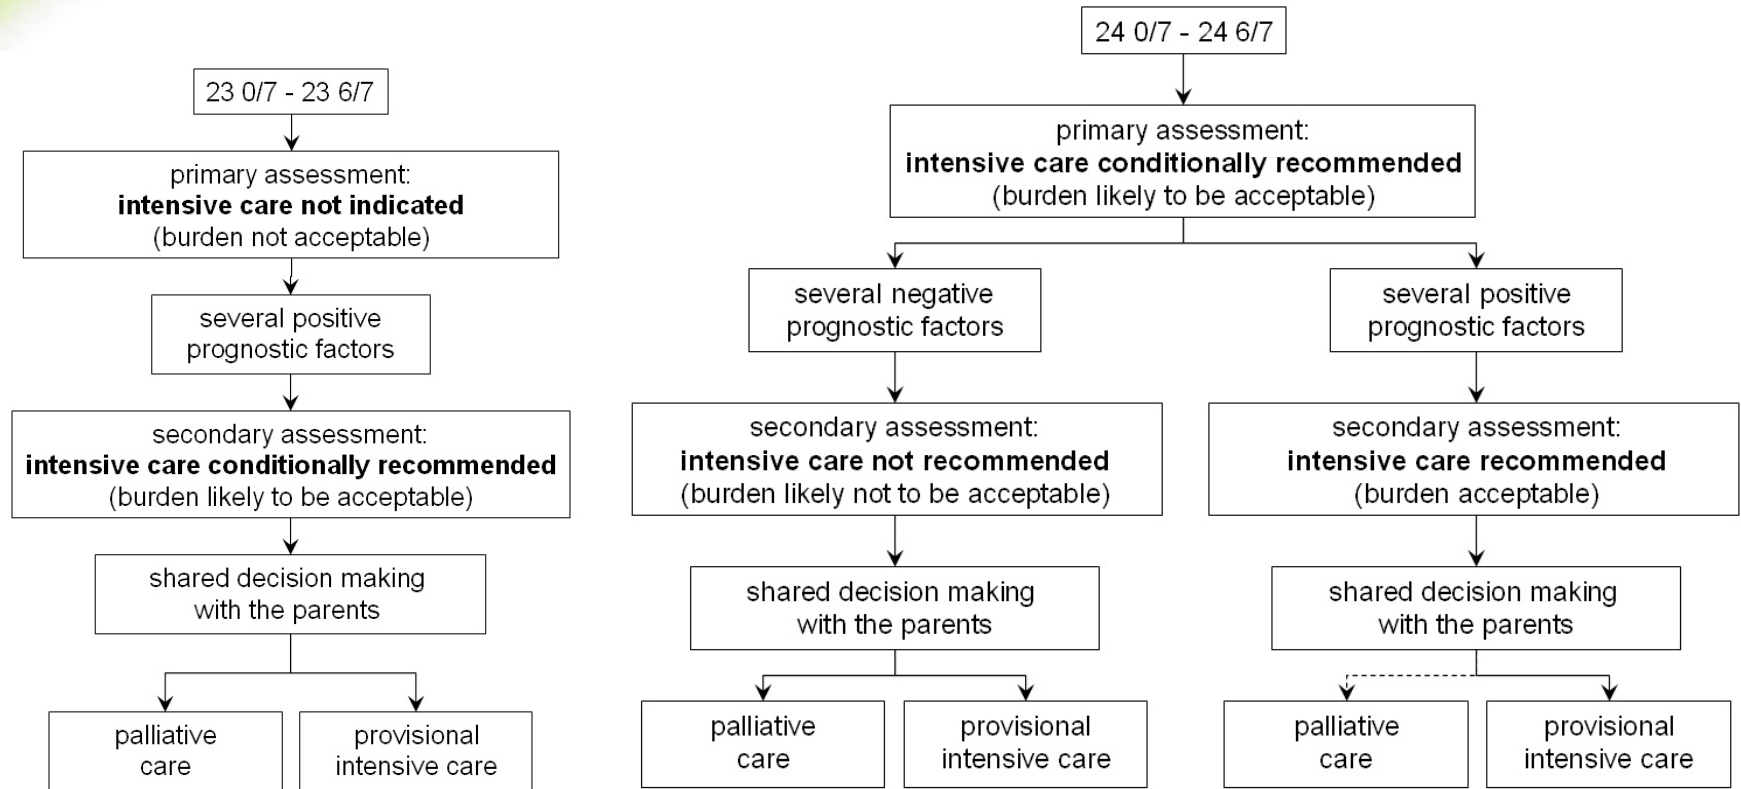 23 0/7 - 23 6/7
primary assessment:
intensive care not indicated
(burden not acceptable)
several positive
prognostic factors
secondary assessment:
intensive care conditionally recommended
(burden likely to be acceptable)
shared decision making
with the parents
palliative
care
provisional
intensive care
24 0/7 - 24 6/7
primary assessment:
intensive care conditionally recommended
(burden likely to be acceptable)
several negative
prognostic factors
secondary assessment:
intensive care not recommended
(burden likely not to be acceptable)
shared decision making
with the parents
palliative
care
provisional
intensive care
several positive
prognostic factors
secondary assessment:
intensive care recommended
(burden acceptable)
shared decision making
with the parents
palliative
care
provisional
intensive care